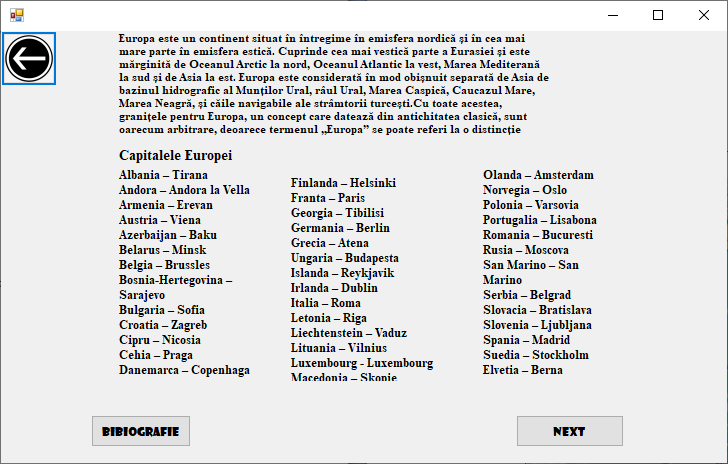 Europa este un continent situat în întregime în emisfera nordică și în cea mai
mare parte în emisfera estică. Cuprinde cea mai vestică parte a Eurasiei și este
mărginită de Oceanul Arctic la nord, Oceanul Atlantic la vest, Marea Mediterană
la sud și de Asia la est. Europa este considerată în mod obișnuit separată de Asia de
bazinul hidrografic al Munților Ural, râul Ural, Marea Caspică, Caucazul Mare,
Marea Neagră, și căile navigabile ale strâmtorii turcești.Cu toate acestea,
granițele pentru Europa, un concept care datează din antichitatea clasică, sunt
oarecum arbitrare, deoarece termenul „Europa” se poate referi la o distincție
Capitalele Europei
Albania – Tirana
Andora – Andora la Vella
Armenia – Erevan
Austria – Viena
Azerbaijan – Baku
Belarus – Minsk
Belgia – Brussles
Bosnia-Hertegovina –
Sarajevo
Bulgaria – Sofia
Croatia – Zagreb
Cipru – Nicosia
Cehia – Praga
Danemarca – Copenhaga
Finlanda – Helsinki
Franta – Paris
Georgia – Tibilisi
Germania – Berlin
Grecia – Atena
Ungaria – Budapesta
Islanda – Reykjavik
Irlanda – Dublin
Italia – Roma
Letonia – Riga
Liechtenstein – Vaduz
Lituania – Vilnius
Luxembourg - Luxembourg
Macedonia – Skopje
Olanda – Amsterdam
Norvegia – Oslo
Polonia – Varsovia
Portugalia – Lisabona
Romania – Bucuresti
Rusia – Moscova
San Marino – San
Marino
Serbia – Belgrad
Slovacia – Bratislava
Slovenia – Ljubljana
Spania – Madrid
Suedia – Stockholm
Elvetia – Berna
BIBIOGRAFIE
NEXT